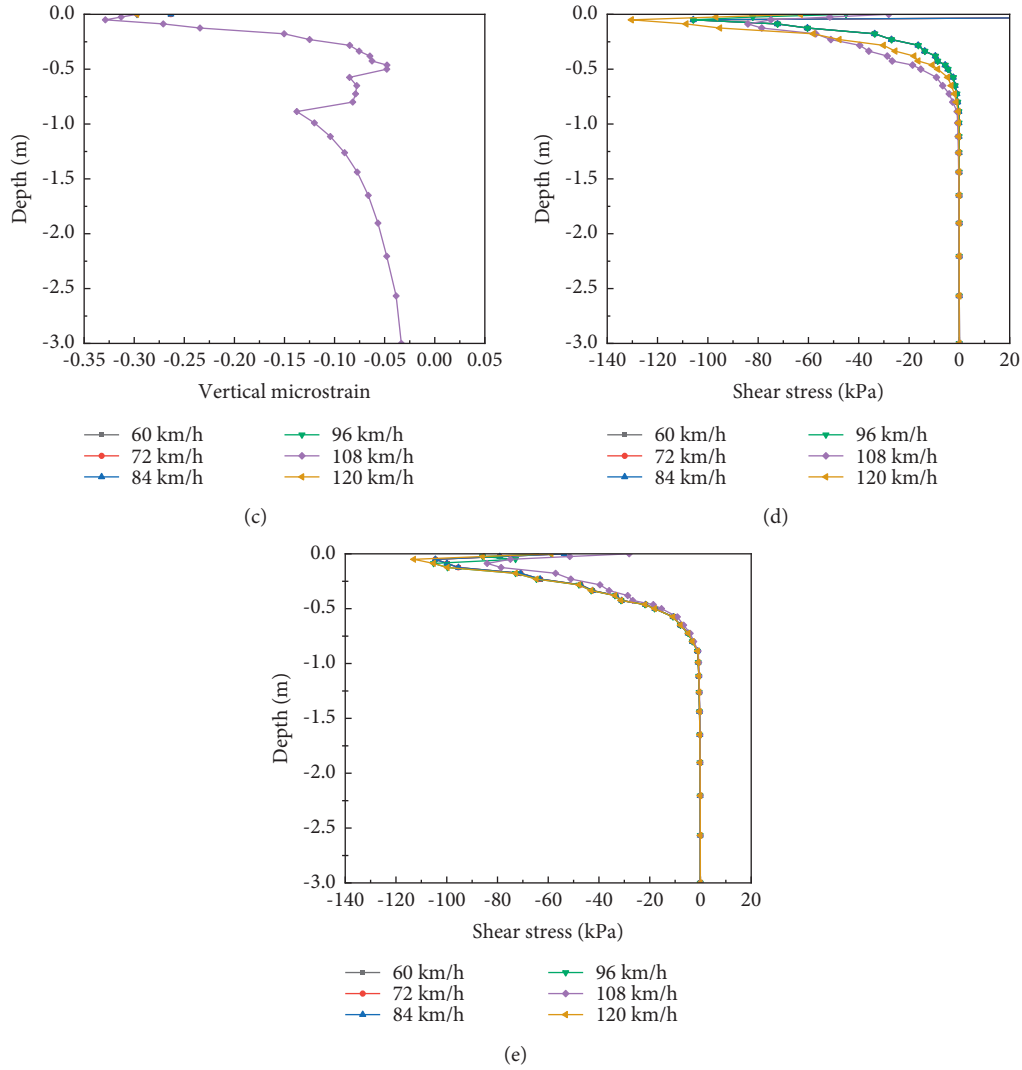 0.0
-0.5
-1.0
-1.5
-2.0
-2.5
-3.0
Depth (m)
-0.35 -0.30 -0.25 -0.20 -0.15 -0.10 -0.05 0.00 0.05
Vertical microstrain
60 km/h 96 km/h
72 km/h 108 km/h
84 km/h 120 km/h
(c)
0.0
-0.5
-1.0
-1.5
-2.0
-2.5
-3.0
Depth (m)
-140 -120 -100 -80 -60 -40 -20 0 20
Shear stress (kPa)
60 km/h 96 km/h
72 km/h 108 km/h
84 km/h 120 km/h
(d)
0.0
-0.5
-1.0
-1.5
-2.0
-2.5
-3.0
Depth (m)
-140 -120 -100 -80 -60 -40 -20 0 20
Shear stress (kPa)
60 km/h 96 km/h
72 km/h 108 km/h
84 km/h 120 km/h
(e)